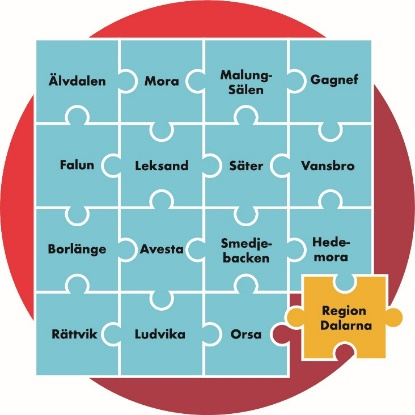 Älvdalen
Mora
Malung-
Sälen
Gagnef
Falun
Leksand
Säter
Vansbro
Borlänge
Avesta
Smedje-
backen
Hede-
mora
Rättvik
Ludvika
Orsa
Region
Dalarna